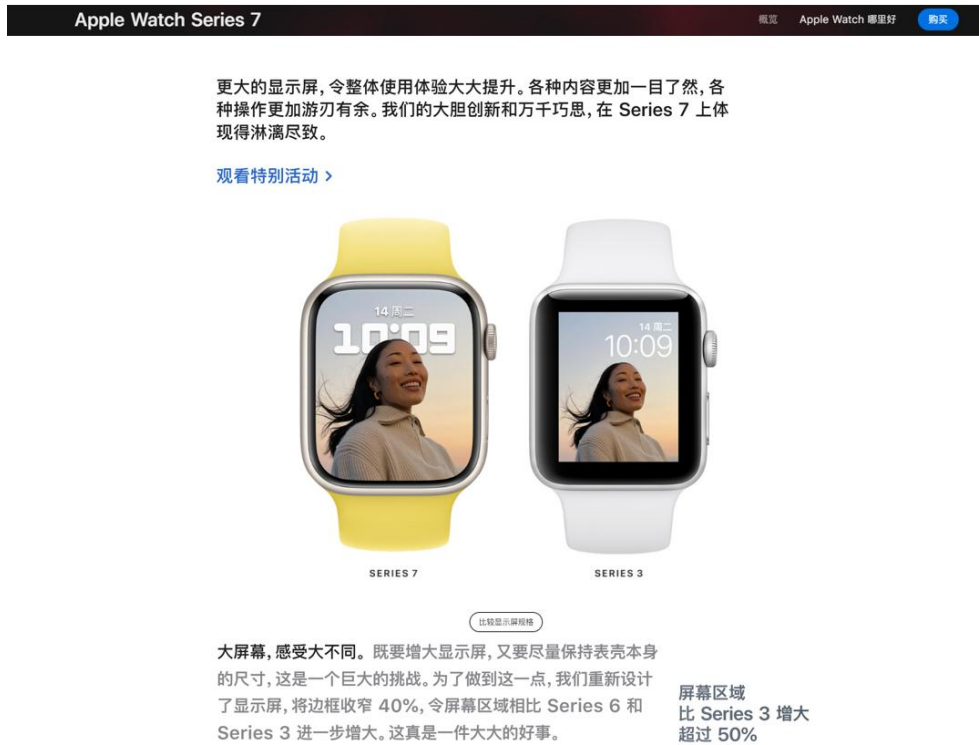 Apple Watch Series 7
概览
Apple Watch 哪里好
购买
更大的显示屏，令整体使用体验大大提升。各种内容更加一目了然，各
种操作更加游刃有余。我们的大胆创新和万千巧思，在 Series 7 上体
现得淋漓尽致。
观看特别活动 >
14 周二
10:09
14 周二
10:09
SERIES 7
SERIES 3
比较显示屏规格
大屏幕，感受大不同。既要增大显示屏，又要尽量保持表壳本身
的尺寸，这是一个巨大的挑战。为了做到这一点，我们重新设计
了显示屏，将边框收窄 40%，令屏幕区域相比 Series 6 和
Series 3 进一步增大。这真是一件大大的好事。
屏幕区域
比 Series 3 增大
超过 50%